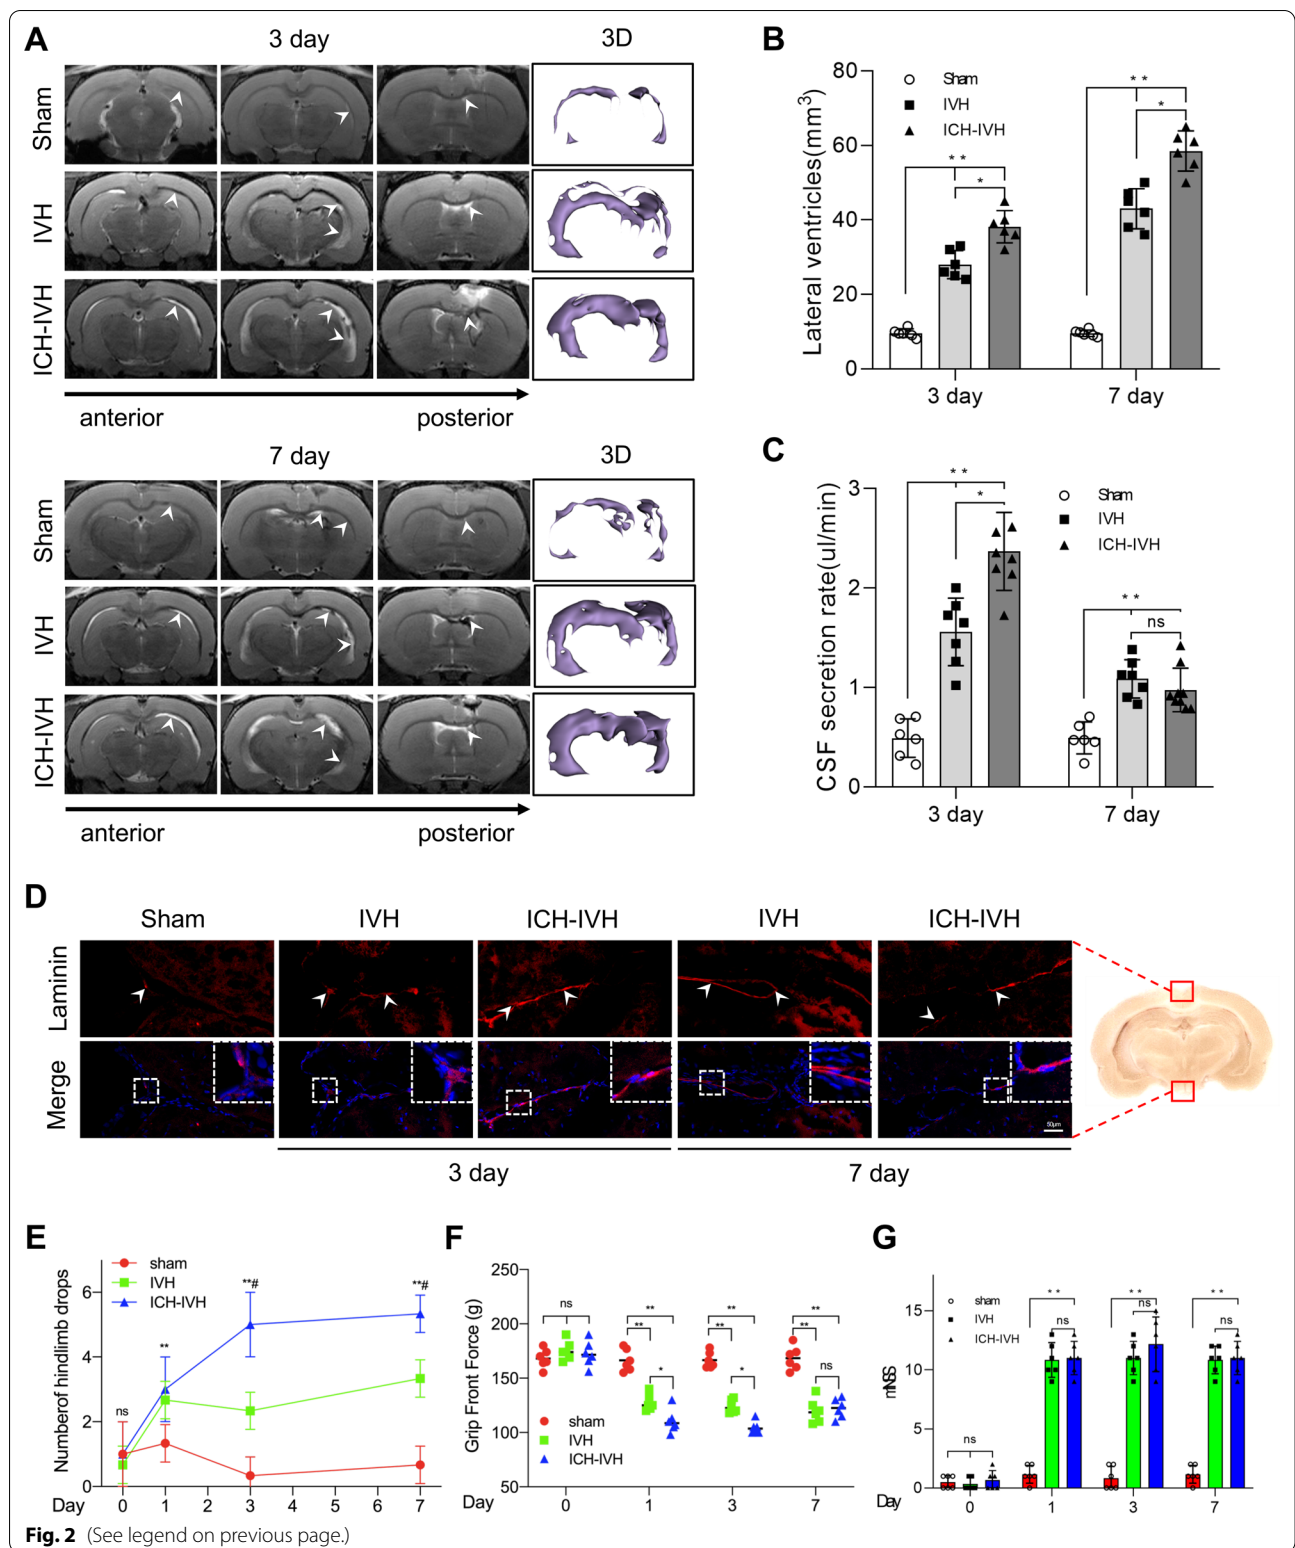 A
3 day
3D
Sham
IVH
ICH-IVH
anterior
posterior
7 day
3D
Sham
IVH
ICH-IVH
anterior
posterior
B
Lateral ventricles(mm³)
80
60
40
20
0
Sham
IVH
ICH-IVH
* *
*
* *
*
3 day
7 day
C
CSF secretion rate(ul/min)
3
2
1
0
Sham
IVH
ICH-IVH
* *
*
* *
ns
3 day
7 day
D
Sham
IVH
ICH-IVH
IVH
ICH-IVH
Laminin
Merge
50μm
3 day
7 day
E
Numberof hindlimb drops
6
4
2
0
sham
IVH
ICH-IVH
ns
**
**#
**#
Day
0 1 2 3 4 5 6 7
F
Grip Front Force (g)
250
200
150
100
50
ns
**
**
*
**
**
*
**
**
ns
sham
IVH
ICH-IVH
Day
0 1 3 7
G
mNSS
15
10
5
0
sham
IVH
ICH-IVH
ns
* *
ns
* *
ns
* *
ns
Day
0 1 3 7
Fig. 2 (See legend on previous page.)